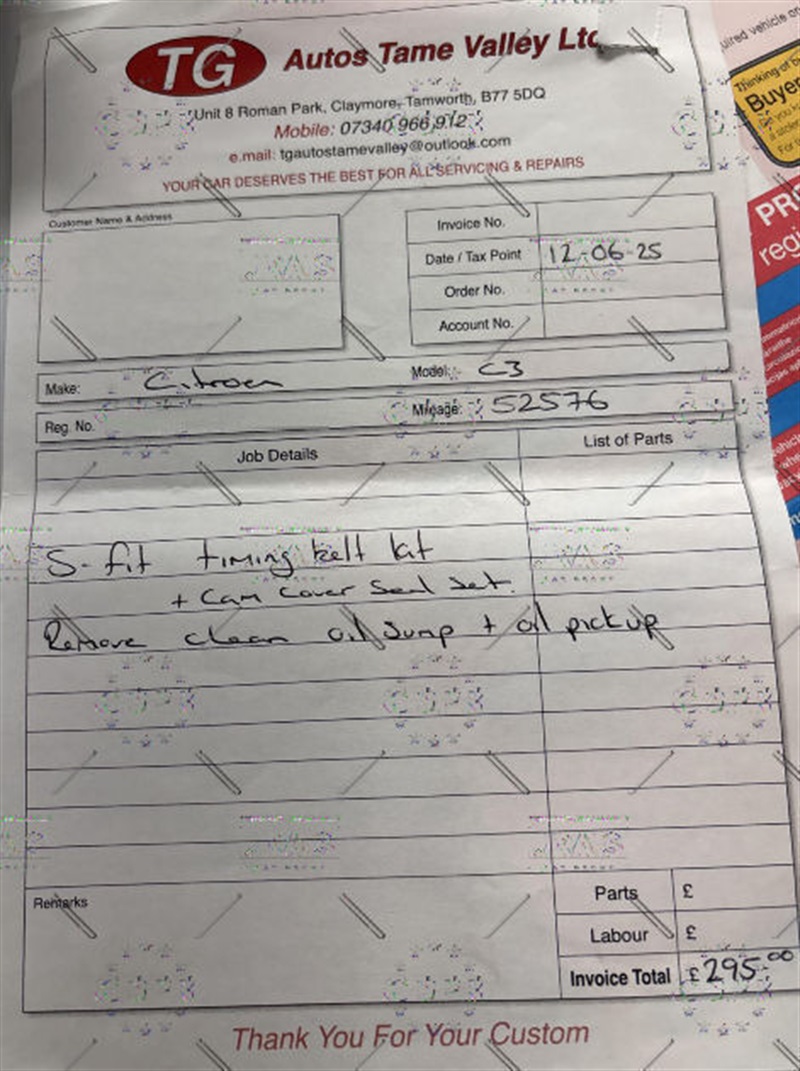 TG Autos Tame Valley Ltd
Unit 8 Roman Park, Claymore, Tamworth, B77 5DQ
Mobile: 07340 966 912
e.mail: tgautostamevalley@outlook.com
YOUR CAR DESERVES THE BEST FOR ALL SERVICING & REPAIRS
Customer Name & Address
Invoice No.
Date / Tax Point 12-06-25
Order No.
Account No.
Make: Citroen Model: C3
Reg. No. Mileage: 52576
Job Details List of Parts
S-fit timing belt kit
+ Cam cover seal set.
Remove clean oil sump + oil pick up
Remarks
Parts £
Labour £
Invoice Total £295.00
Thank You For Your Custom
Thinking of b
Buyer
PR
regi